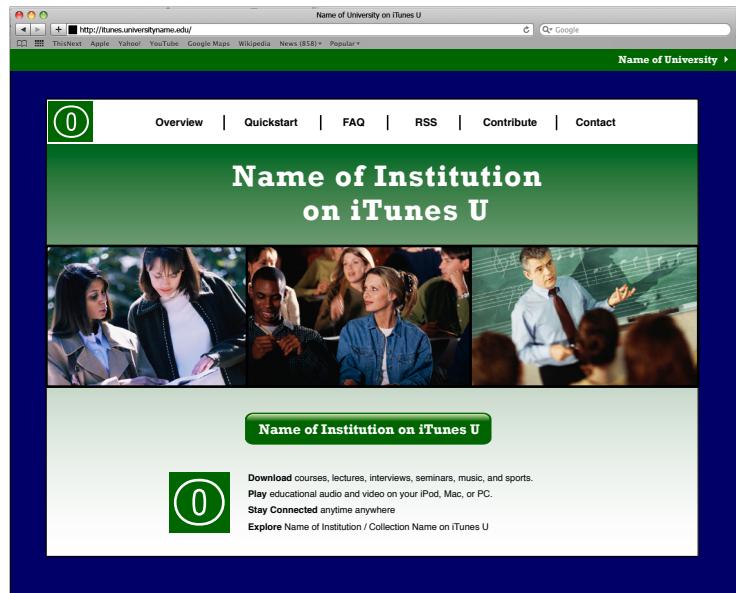 Name of University on iTunes U
http://itunes.universityname.edu/
Google
ThisNext Apple Yahoo! YouTube Google Maps Wikipedia News (858) Popular
Name of University
0
Overview | Quickstart | FAQ | RSS | Contribute | Contact
Name of Institution
on iTunes U
Name of Institution on iTunes U
0
Download courses, lectures, interviews, seminars, music, and sports.
Play educational audio and video on your iPod, Mac, or PC.
Stay Connected anytime anywhere
Explore Name of Institution / Collection Name on iTunes U